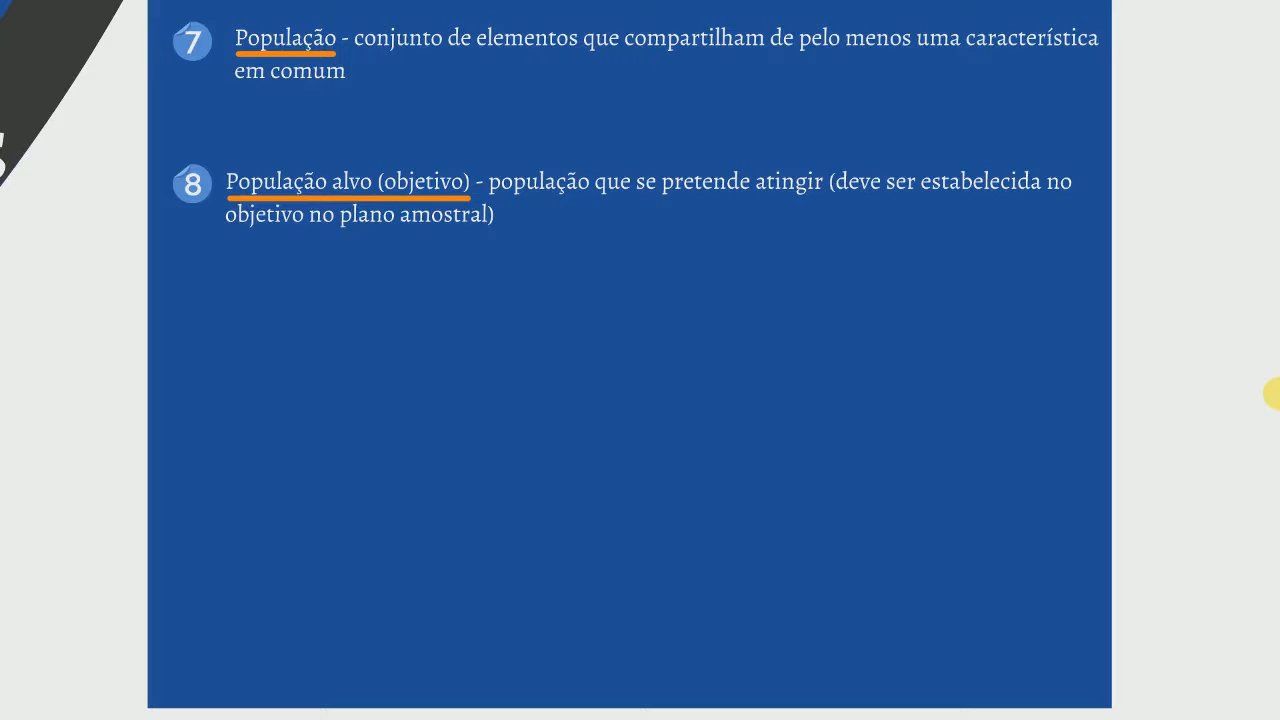 7 População - conjunto de elementos que compartilham de pelo menos uma característica
em comum
8 População alvo (objetivo) - população que se pretende atingir (deve ser estabelecida no
objetivo no plano amostral)